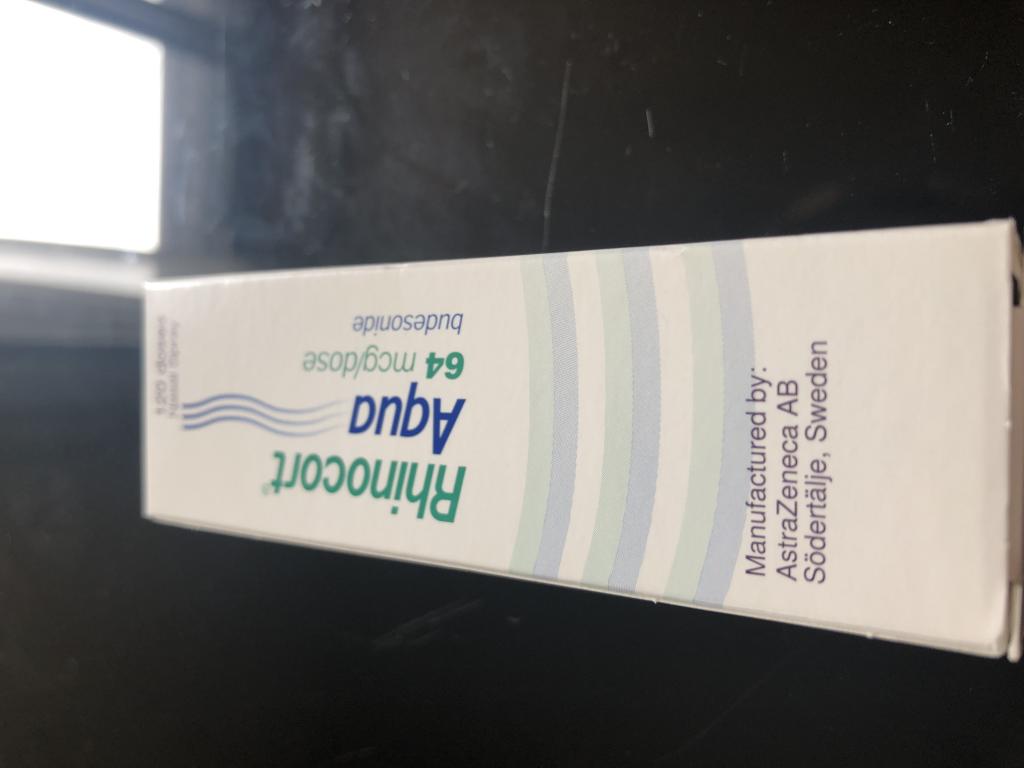 Rhinocort®
Aqua
64 mcg/dose
budesonide
120 doses
Nasal Spray
Manufactured by:
AstraZeneca AB
Södertälje, Sweden